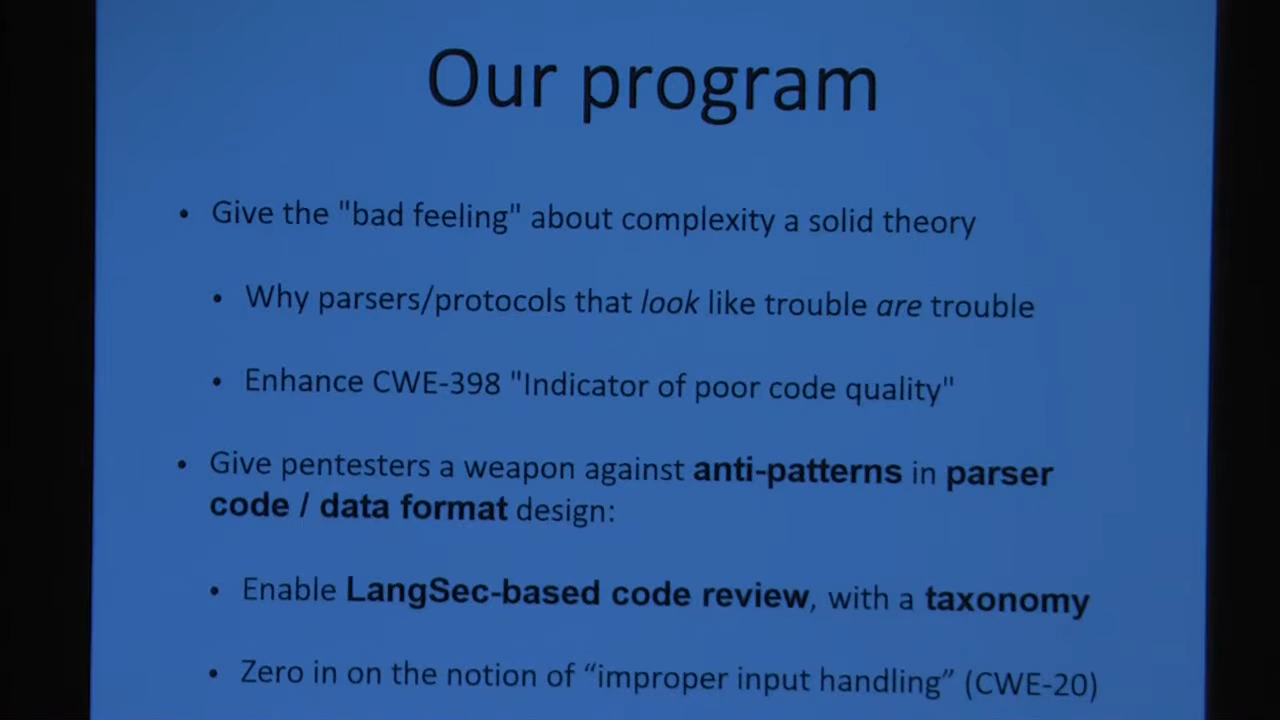 Our program
• Give the "bad feeling" about complexity a solid theory
• Why parsers/protocols that look like trouble are trouble
• Enhance CWE-398 "Indicator of poor code quality"
• Give pentesters a weapon against anti-patterns in parser
code / data format design:
• Enable LangSec-based code review, with a taxonomy
• Zero in on the notion of “improper input handling” (CWE-20)